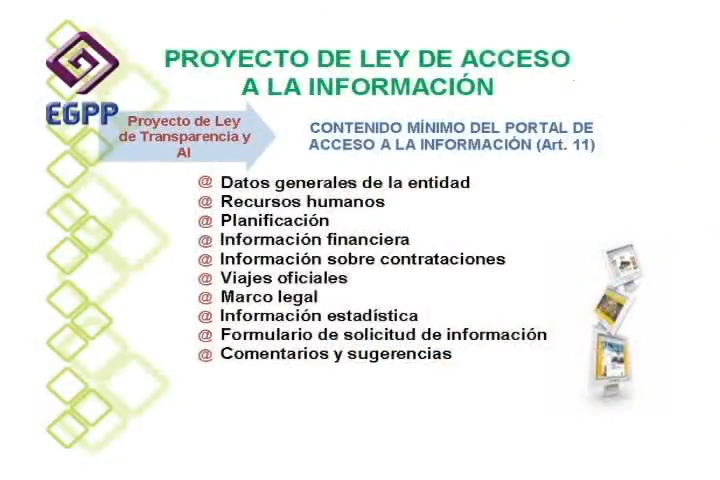 PROYECTO DE LEY DE ACCESO
A LA INFORMACIÓN
EGPP
Proyecto de Ley
de Transparencia y
AI
CONTENIDO MÍNIMO DEL PORTAL DE
ACCESO A LA INFORMACIÓN (Art. 11)
@ Datos generales de la entidad
@ Recursos humanos
@ Planificación
@ Información financiera
@ Información sobre contrataciones
@ Viajes oficiales
@ Marco legal
@ Información estadística
@ Formulario de solicitud de información
@ Comentarios y sugerencias